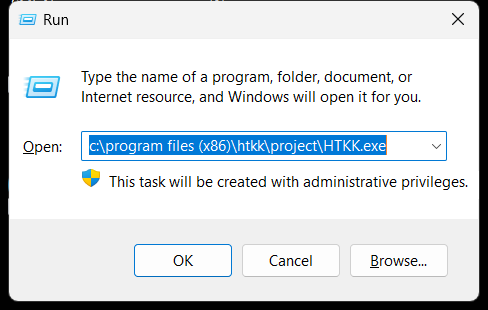 Run
Type the name of a program, folder, document, or
Internet resource, and Windows will open it for you.
Open:
c:\program files (x86)\htkk\project\HTKK.exe
This task will be created with administrative privileges.
OK
Cancel
Browse...